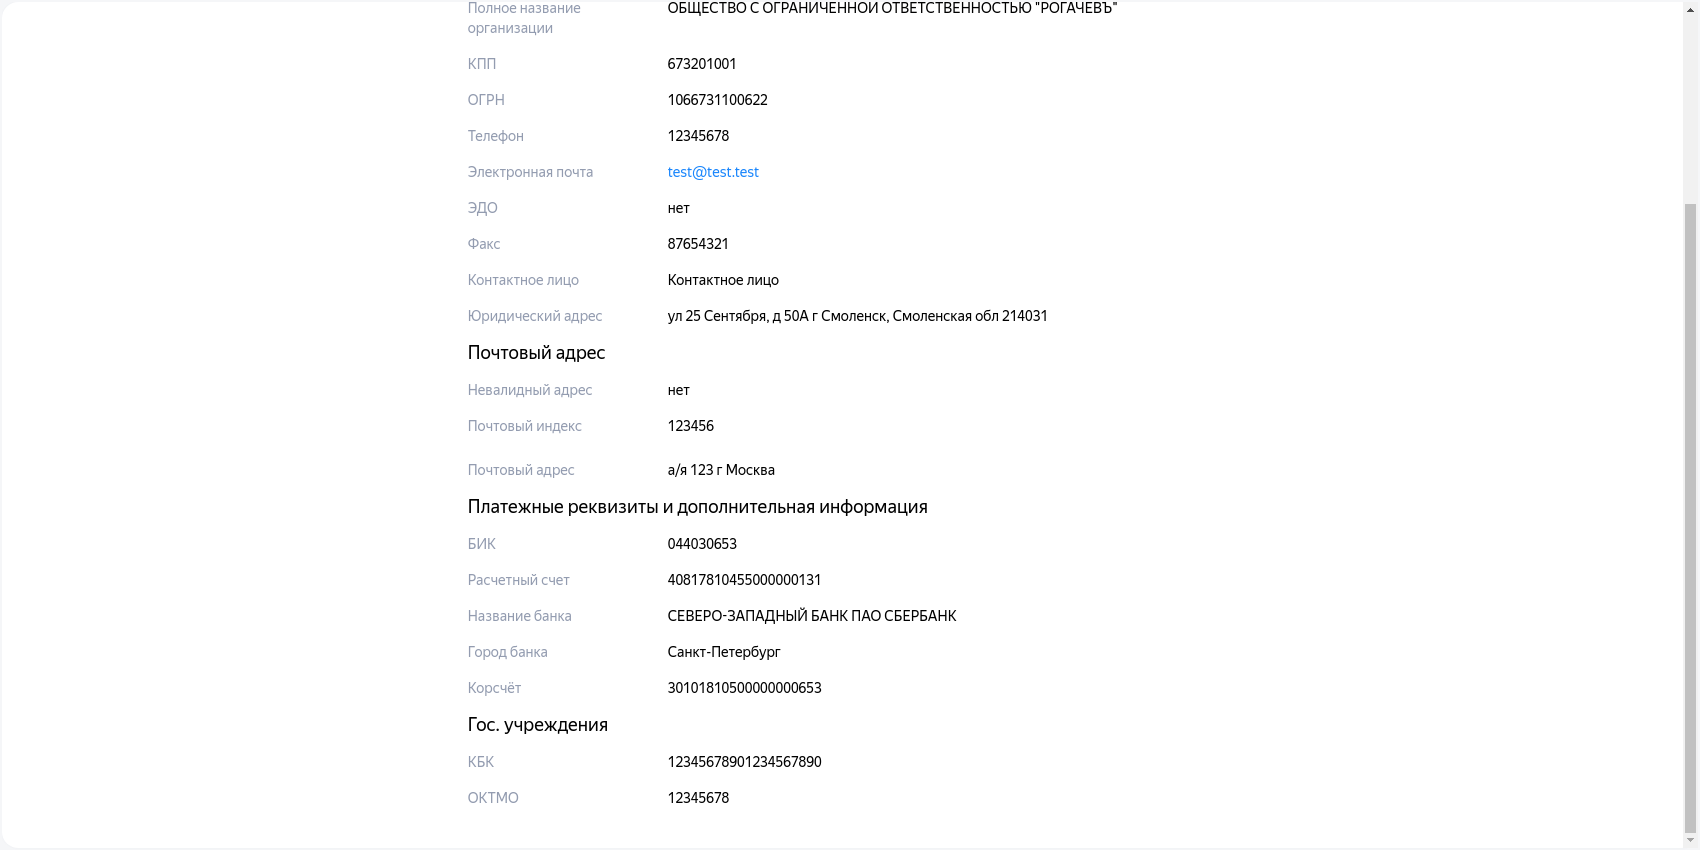 Полное название ОБЩЕСТВО С ОГРАНИЧЕННОЙ ОТВЕТСТВЕННОСТЬЮ "РОГАЧЕВЪ"
организации
КПП 673201001
ОГРН 1066731100622
Телефон 12345678
Электронная почта test@test.test
ЭДО нет
Факс 87654321
Контактное лицо Контактное лицо
Юридический адрес ул 25 Сентября, д 50А г Смоленск, Смоленская обл 214031
Почтовый адрес
Невалидный адрес нет
Почтовый индекс 123456
Почтовый адрес а/я 123 г Москва
Платежные реквизиты и дополнительная информация
БИК 044030653
Расчетный счет 40817810455000000131
Название банка СЕВЕРО-ЗАПАДНЫЙ БАНК ПАО СБЕРБАНК
Город банка Санкт-Петербург
Корсчёт 30101810500000000653
Гос. учреждения
КБК 12345678901234567890
ОКТМО 12345678